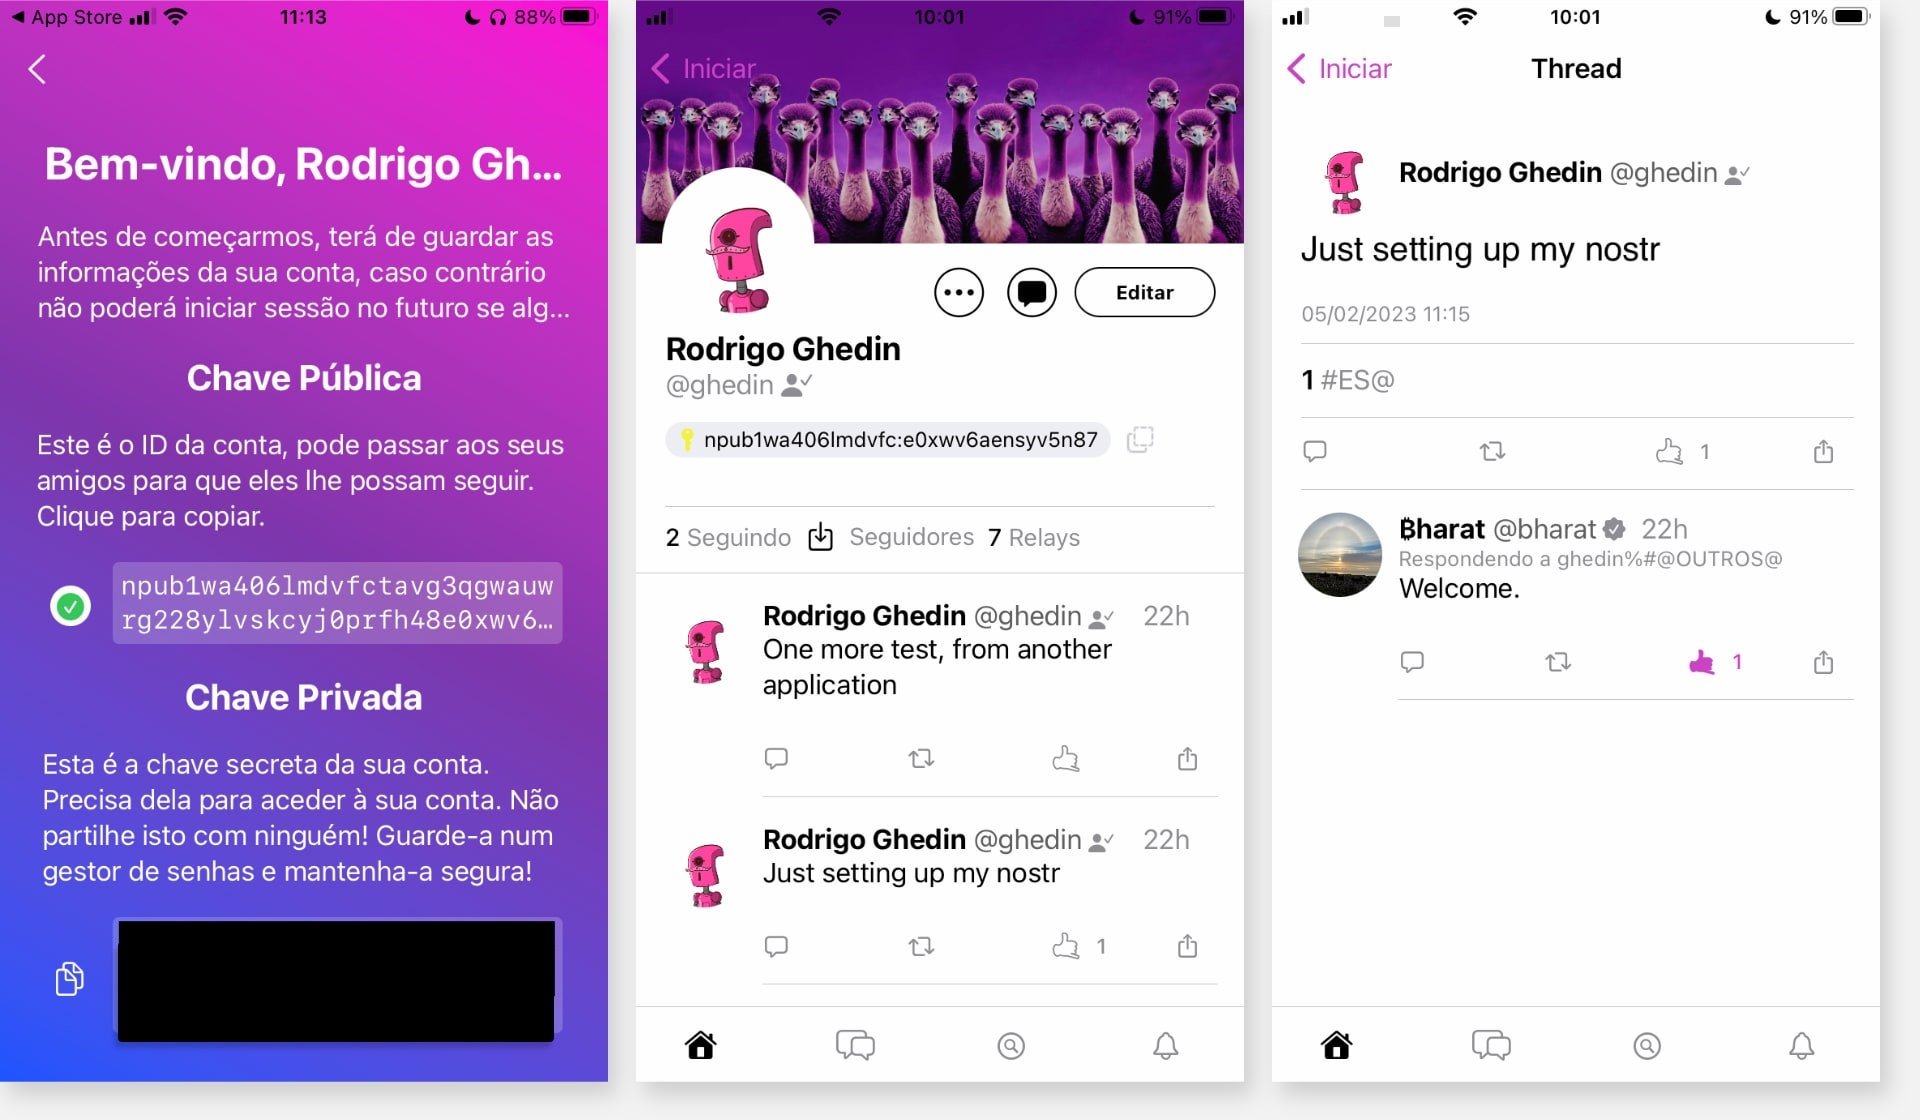 App Store
11:13
88%
Bem-vindo, Rodrigo Gh...
Antes de começarmos, terá de guardar as
informações da sua conta, caso contrário
não poderá iniciar sessão no futuro se alg...
Chave Pública
Este é o ID da conta, pode passar aos seus
amigos para que eles lhe possam seguir.
Clique para copiar.
npub1wa406lmdvfctavg3qgwauw
rg228ylvskcyj0prfh48e0xwv6...
Chave Privada
Esta é a chave secreta da sua conta.
Precisa dela para aceder à sua conta. Não
partilhe isto com ninguém! Guarde-a num
gestor de senhas e mantenha-a segura!
10:01
91%
Iniciar
Editar
Rodrigo Ghedin
@ghedin
npub1wa406lmdvfc:e0xwv6aensyv5n87
2 Seguindo Seguidores 7 Relays
Rodrigo Ghedin @ghedin 22h
One more test, from another
application
Rodrigo Ghedin @ghedin 22h
Just setting up my nostr
1
10:01
91%
Iniciar
Thread
Rodrigo Ghedin @ghedin
Just setting up my nostr
05/02/2023 11:15
1 #ES@
1
₿harat @bharat 22h
Respondendo a ghedin%#@OUTROS@
Welcome.
1